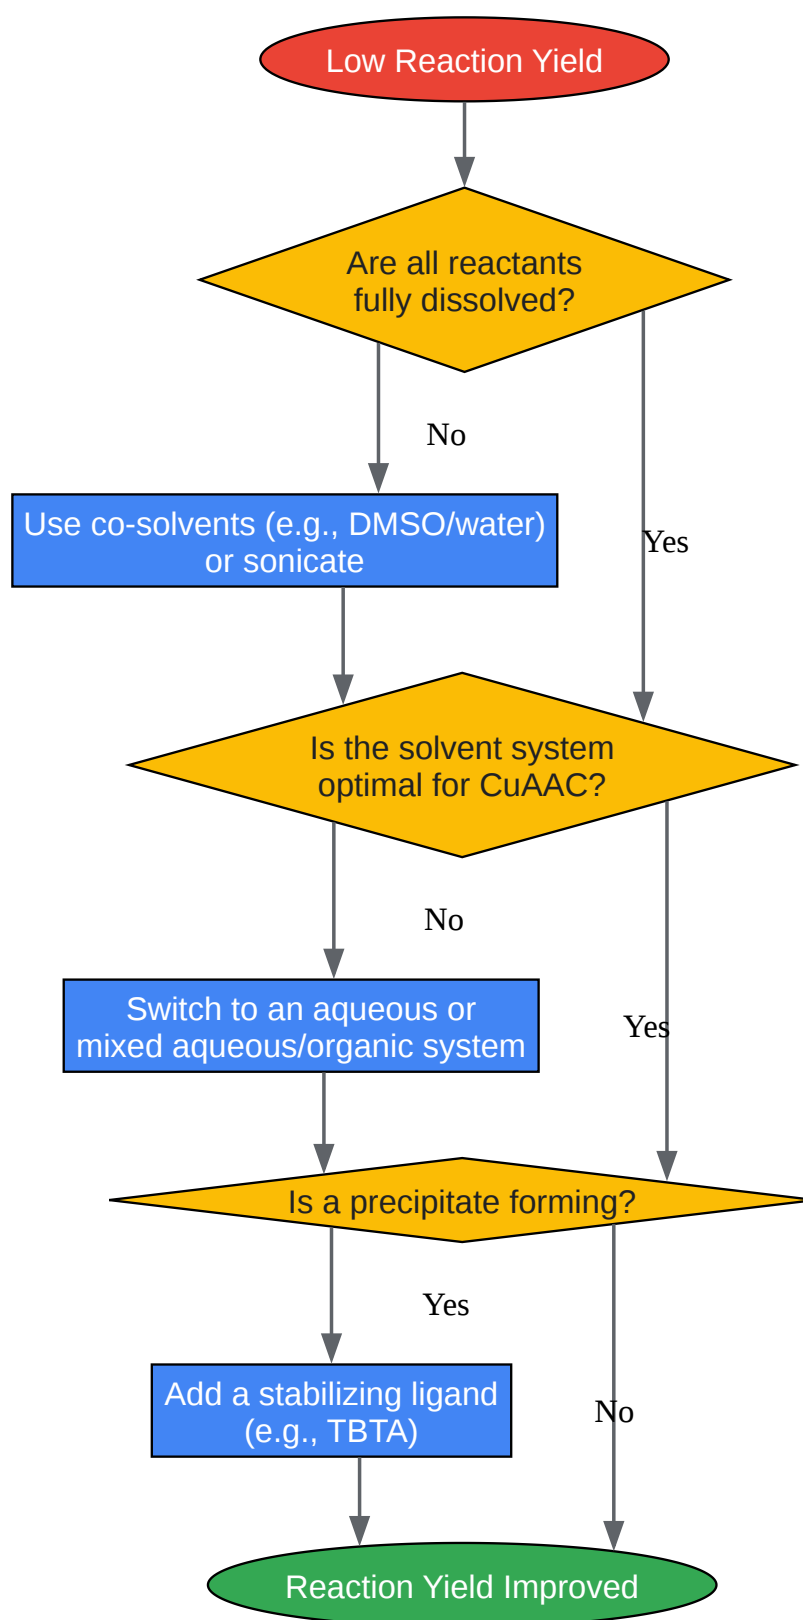 Low Reaction Yield
Are all reactants
fully dissolved?
No
Use co-solvents (e.g., DMSO/water)
or sonicate
Yes
Is the solvent system
optimal for CuAAC?
No
Switch to an aqueous or
mixed aqueous/organic system
Yes
Is a precipitate forming?
Yes
Add a stabilizing ligand
(e.g., TBTA)
No
Reaction Yield Improved